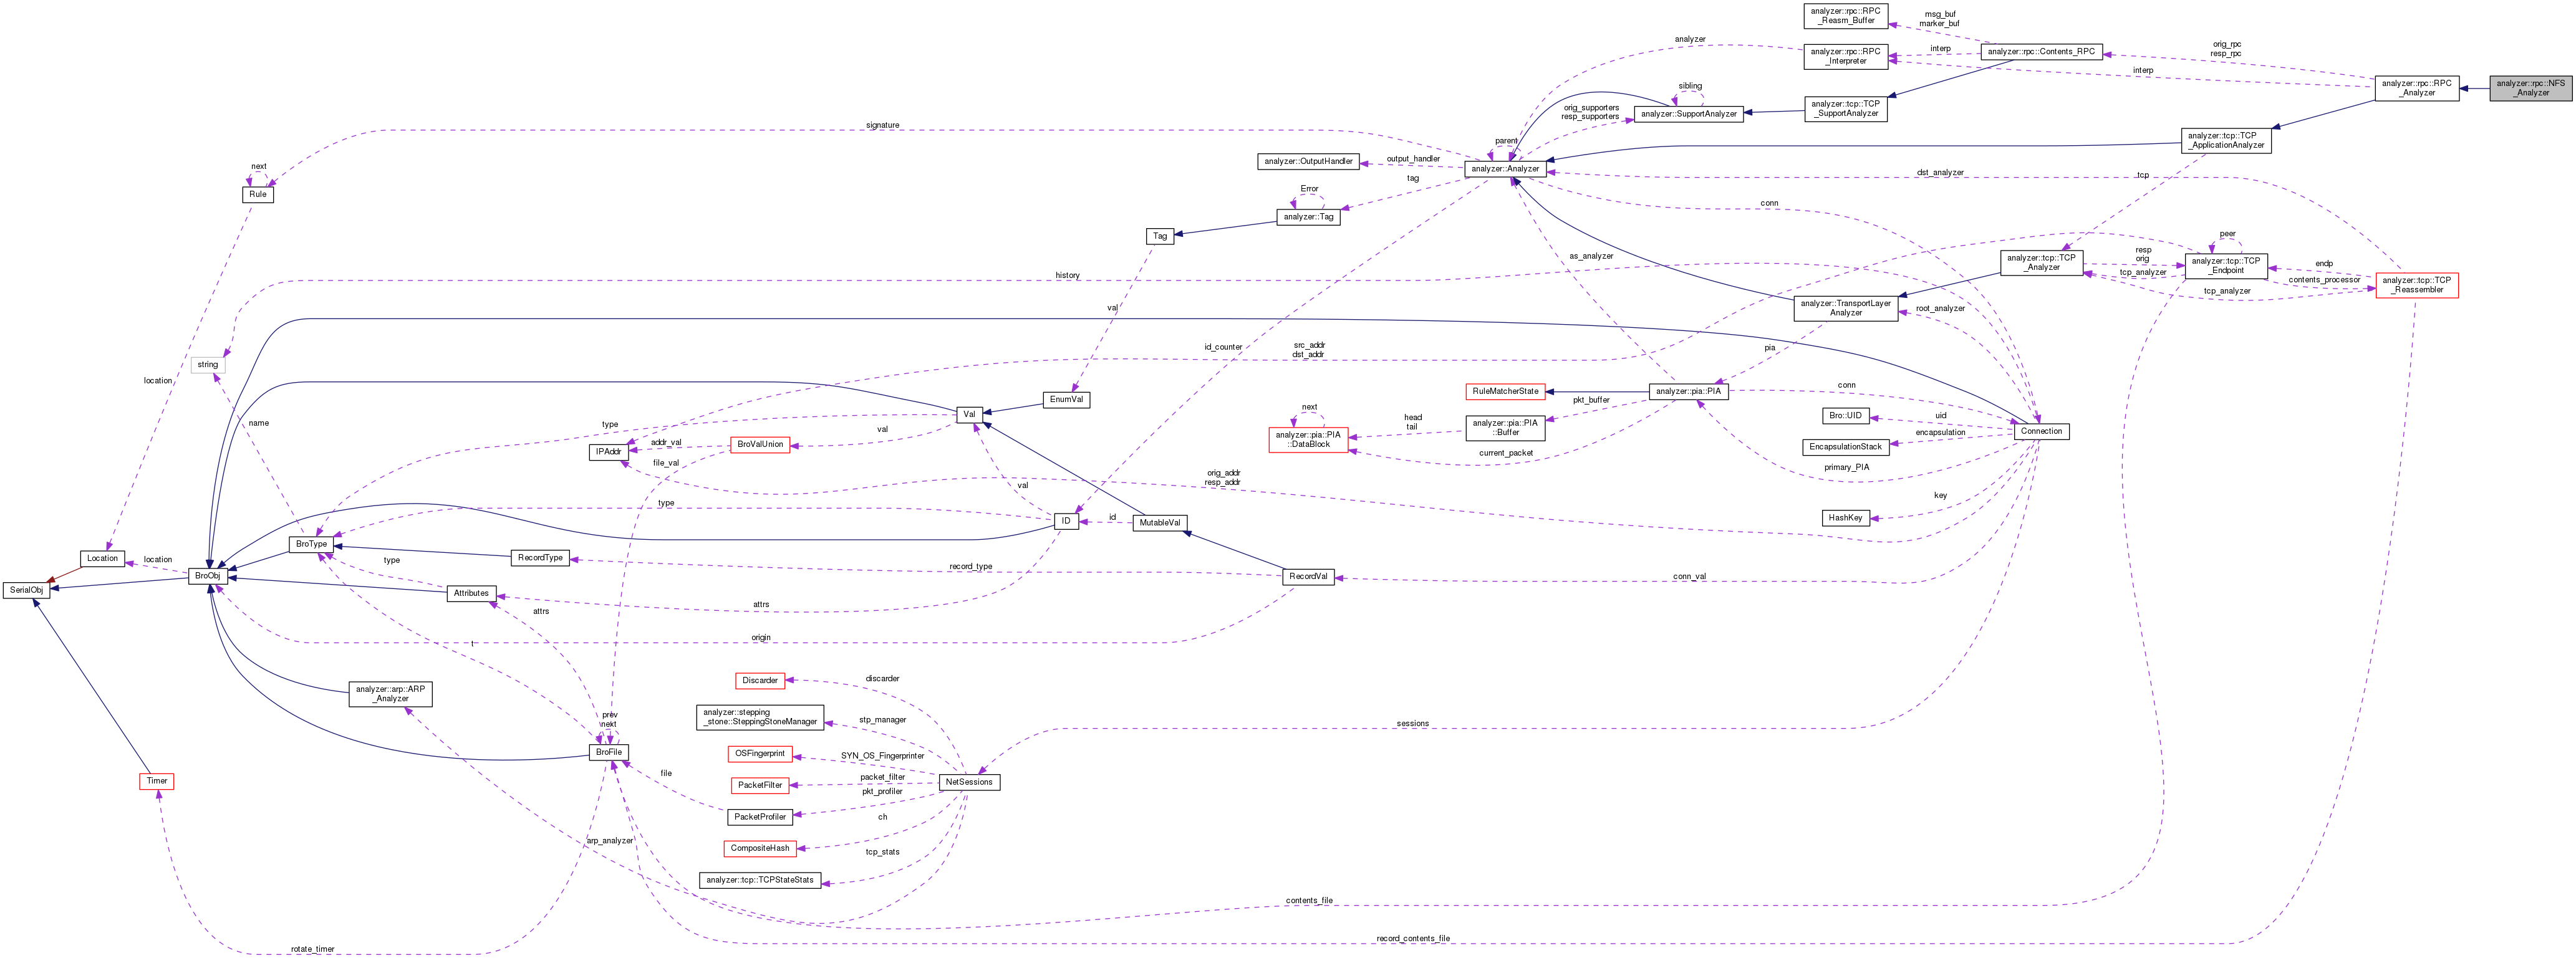 analyzer::rpc::RPC
_Reasm_Buffer
msg_buf
marker_buf
analyzer
analyzer::rpc::RPC
_Interpreter
interp
analyzer::rpc::Contents_RPC
orig_rpc
resp_rpc
interp
analyzer::rpc::RPC
_Analyzer
analyzer::rpc::NFS
_Analyzer
sibling
analyzer::SupportAnalyzer
orig_supporters
resp_supporters
analyzer::tcp::TCP
_SupportAnalyzer
signature
analyzer::tcp::TCP
_ApplicationAnalyzer
parent
analyzer::OutputHandler
output_handler
analyzer::Analyzer
next
Rule
tag
dst_analyzer
tcp
Error
analyzer::Tag
conn
Tag
peer
as_analyzer
analyzer::tcp::TCP
_Analyzer
resp
orig
tcp_analyzer
analyzer::tcp::TCP
_Endpoint
endp
contents_processor
tcp_analyzer
analyzer::tcp::TCP
_Reassembler
history
val
analyzer::TransportLayer
Analyzer
root_analyzer
id_counter
src_addr
dst_addr
pia
string
location
RuleMatcherState
analyzer::pia::PIA
conn
EnumVal
pkt_buffer
next
head
tail
analyzer::pia::PIA
::Buffer
analyzer::pia::PIA
::DataBlock
current_packet
Bro::UID
uid
encapsulation
EncapsulationStack
Connection
primary_PIA
name
type
Val
val
BroValUnion
addr_val
IPAddr
file_val
orig_addr
resp_addr
val
key
HashKey
type
ID
id
MutableVal
BroType
Location
location
RecordType
record_type
RecordVal
conn_val
BroObj
type
SerialObj
Attributes
attrs
attrs
t
origin
analyzer::arp::ARP
_Analyzer
Discarder
discarder
analyzer::stepping
_stone::SteppingStoneManager
stp_manager
sessions
prev
next
BroFile
OSFingerprint
SYN_OS_Fingerprinter
file
Timer
PacketFilter
packet_filter
NetSessions
pkt_profiler
PacketProfiler
ch
arp_analyzer
CompositeHash
tcp_stats
analyzer::tcp::TCPStateStats
contents_file
record_contents_file
rotate_timer